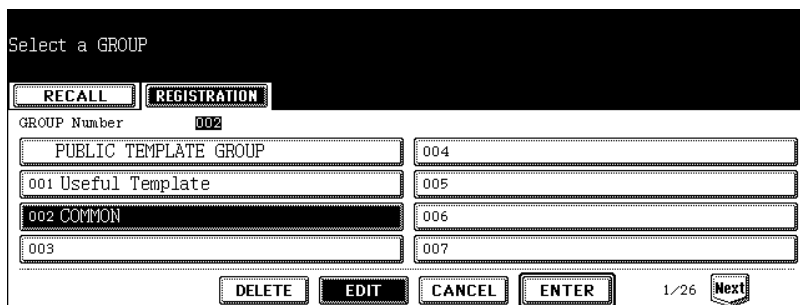 Select a GROUP
RECALL REGISTRATION
GROUP Number 002
PUBLIC TEMPLATE GROUP 004
001 Useful Template 005
002 COMMON 006
003 007
DELETE EDIT CANCEL ENTER 1/26 Next